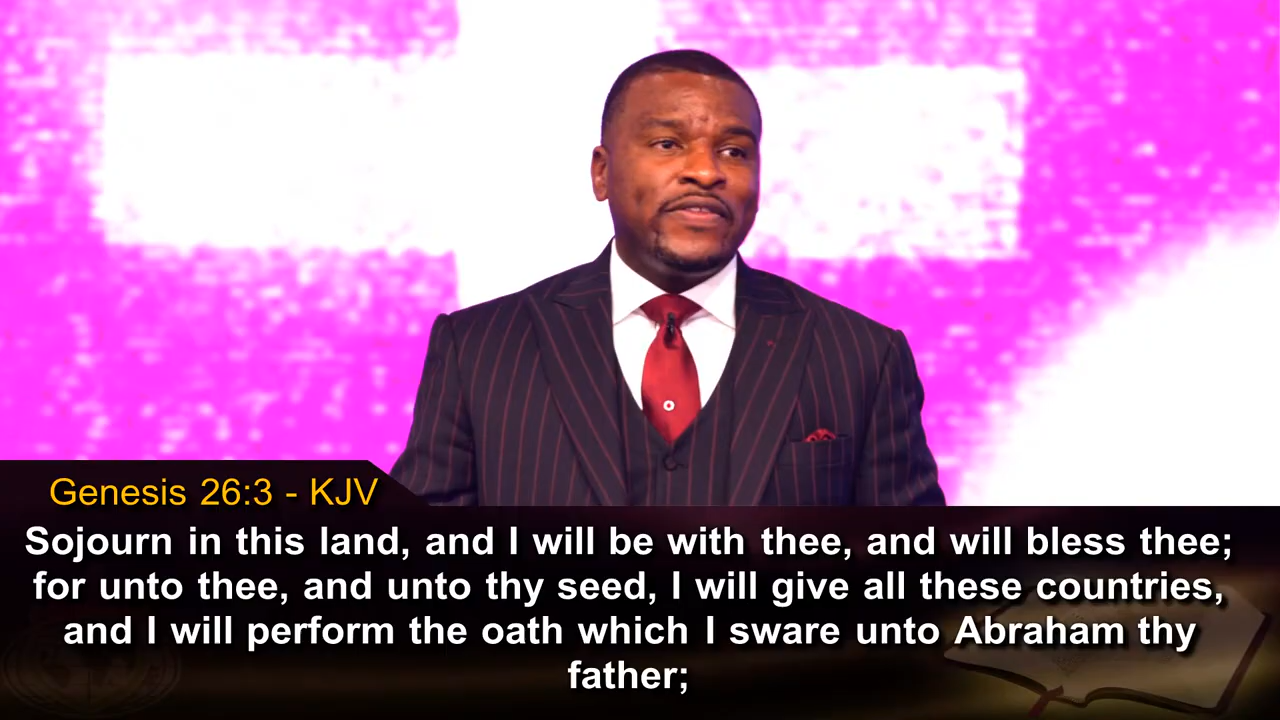 Genesis 26:3 - KJV
Sojourn in this land, and I will be with thee, and will bless thee;
for unto thee, and unto thy seed, I will give all these countries,
and I will perform the oath which I sware unto Abraham thy
father;